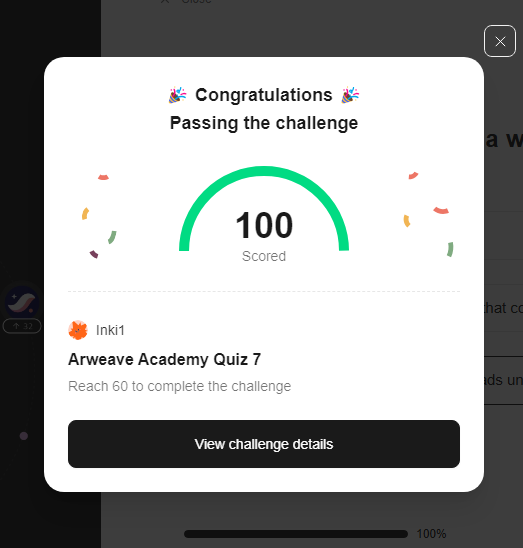 Close
🎉 Congratulations 🎉
Passing the challenge
a w
100
Scored
32
that co
Inki1
Arweave Academy Quiz 7
ads un
Reach 60 to complete the challenge
View challenge details
100%